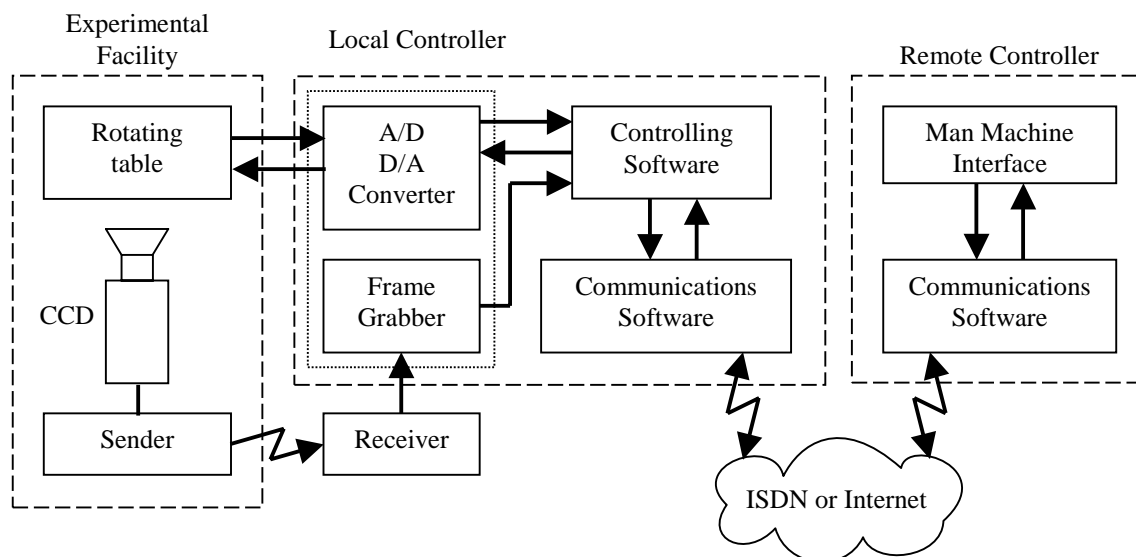 Experimental
Facility
Local Controller
Remote Controller
Rotating
table
A/D
D/A
Converter
Controlling
Software
Man Machine
Interface
CCD
Frame
Grabber
Communications
Software
Communications
Software
Sender
Receiver
ISDN or Internet